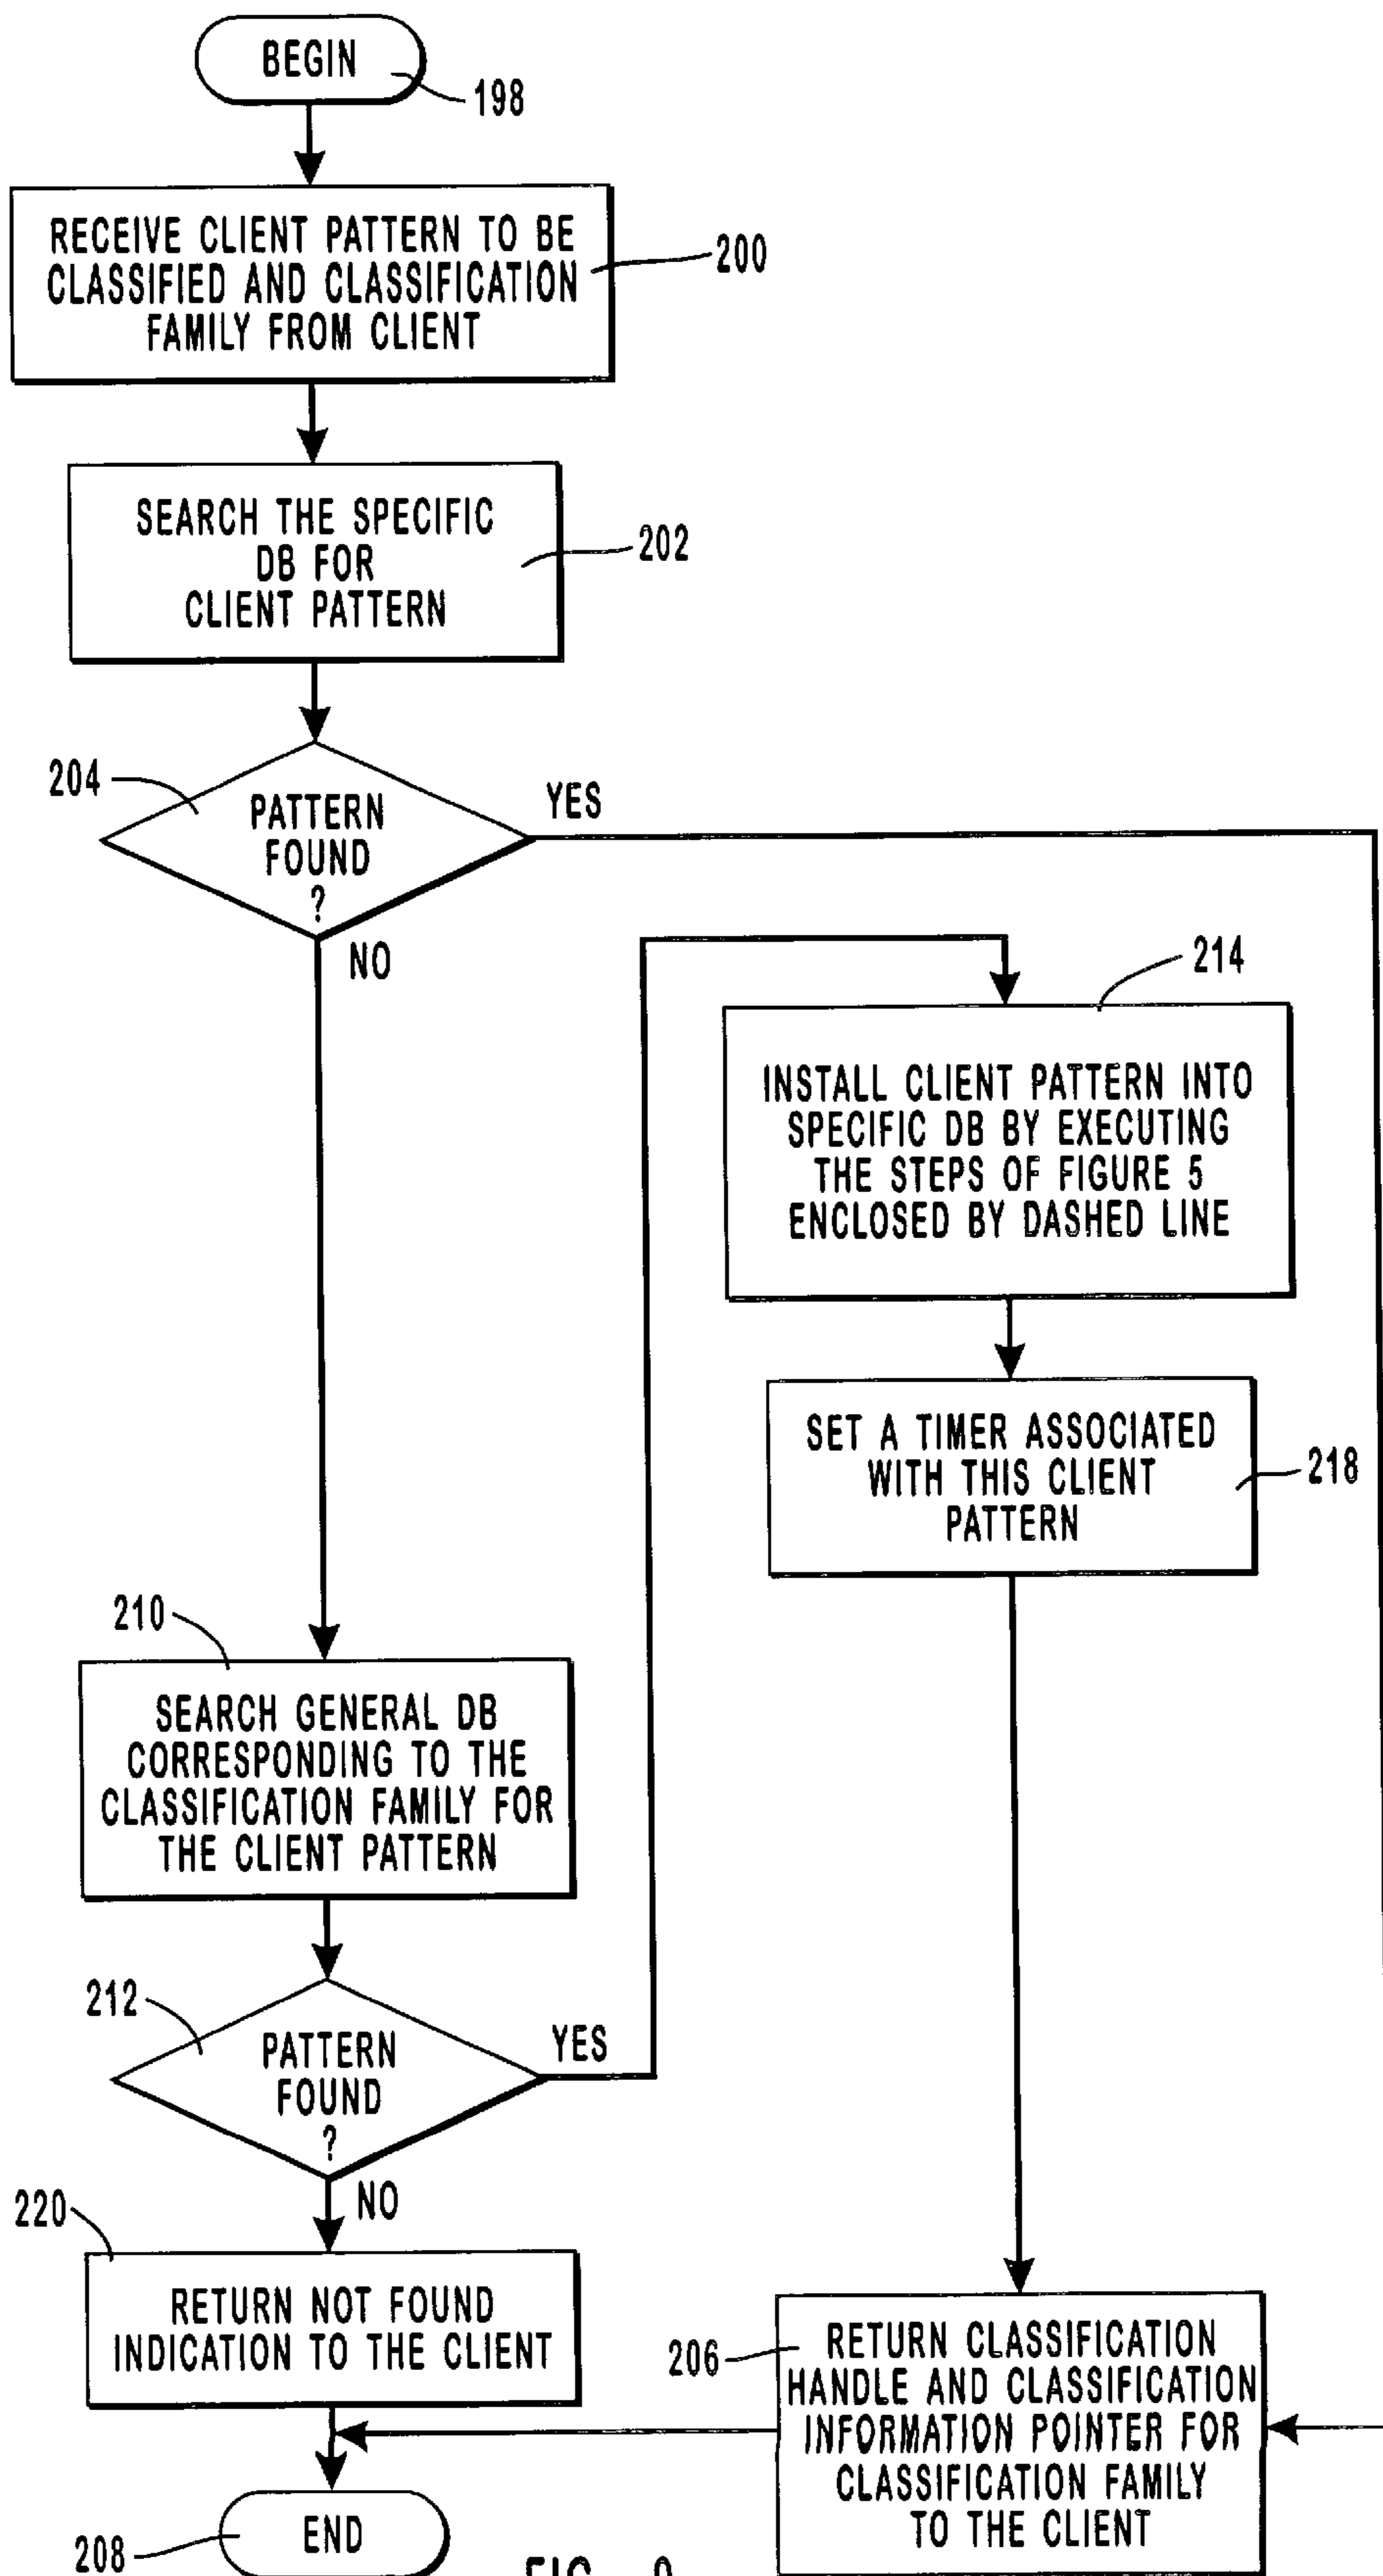 BEGIN
198
RECEIVE CLIENT PATTERN TO BE
CLASSIFIED AND CLASSIFICATION
FAMILY FROM CLIENT
200
SEARCH THE SPECIFIC
DB FOR
CLIENT PATTERN
202
204
PATTERN
FOUND
?
YES
NO
214
INSTALL CLIENT PATTERN INTO
SPECIFIC DB BY EXECUTING
THE STEPS OF FIGURE 5
ENCLOSED BY DASHED LINE
SET A TIMER ASSOCIATED
WITH THIS CLIENT
PATTERN
218
210
SEARCH GENERAL DB
CORRESPONDING TO THE
CLASSIFICATION FAMILY FOR
THE CLIENT PATTERN
212
PATTERN
FOUND
?
YES
NO
220
RETURN NOT FOUND
INDICATION TO THE CLIENT
206
RETURN CLASSIFICATION
HANDLE AND CLASSIFICATION
INFORMATION POINTER FOR
CLASSIFICATION FAMILY
TO THE CLIENT
END
208
FIG.